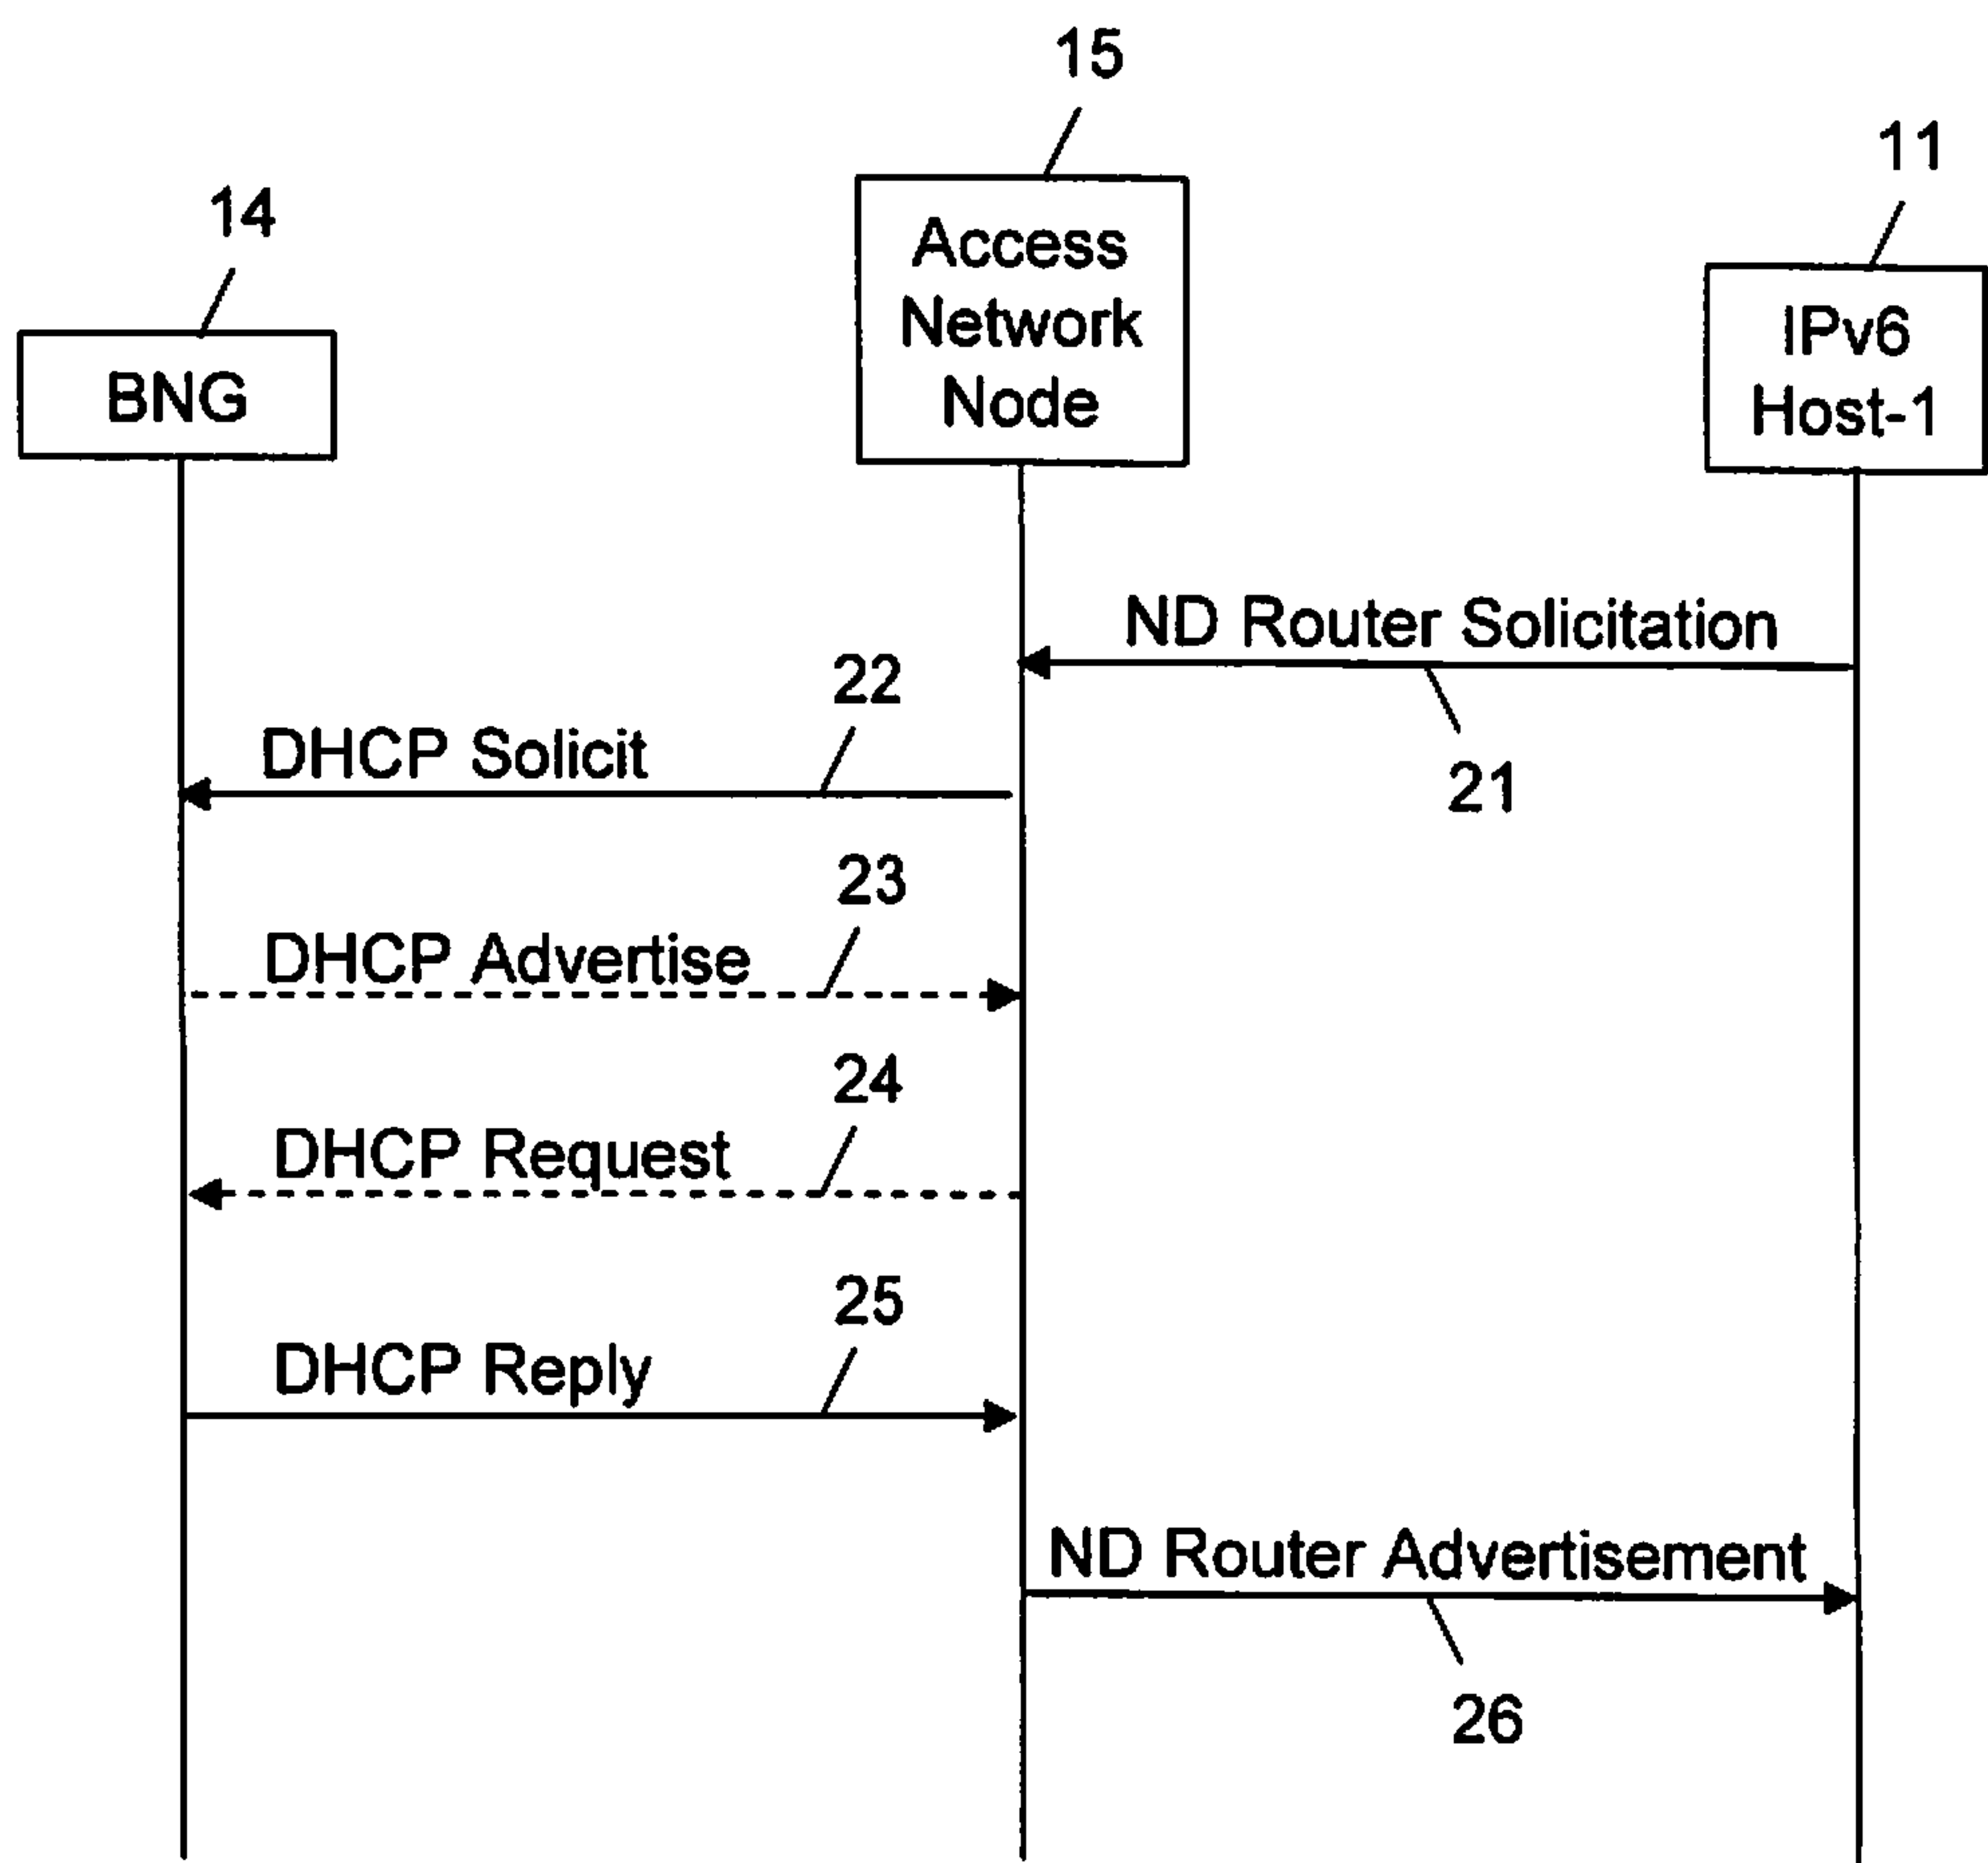 15
11
14
Access
Network
Node
IPv6
Host-1
BNG
ND Router Solicitation
22
DHCP Solicit
21
23
DHCP Advertise
24
DHCP Request
25
DHCP Reply
ND Router Advertisement
26